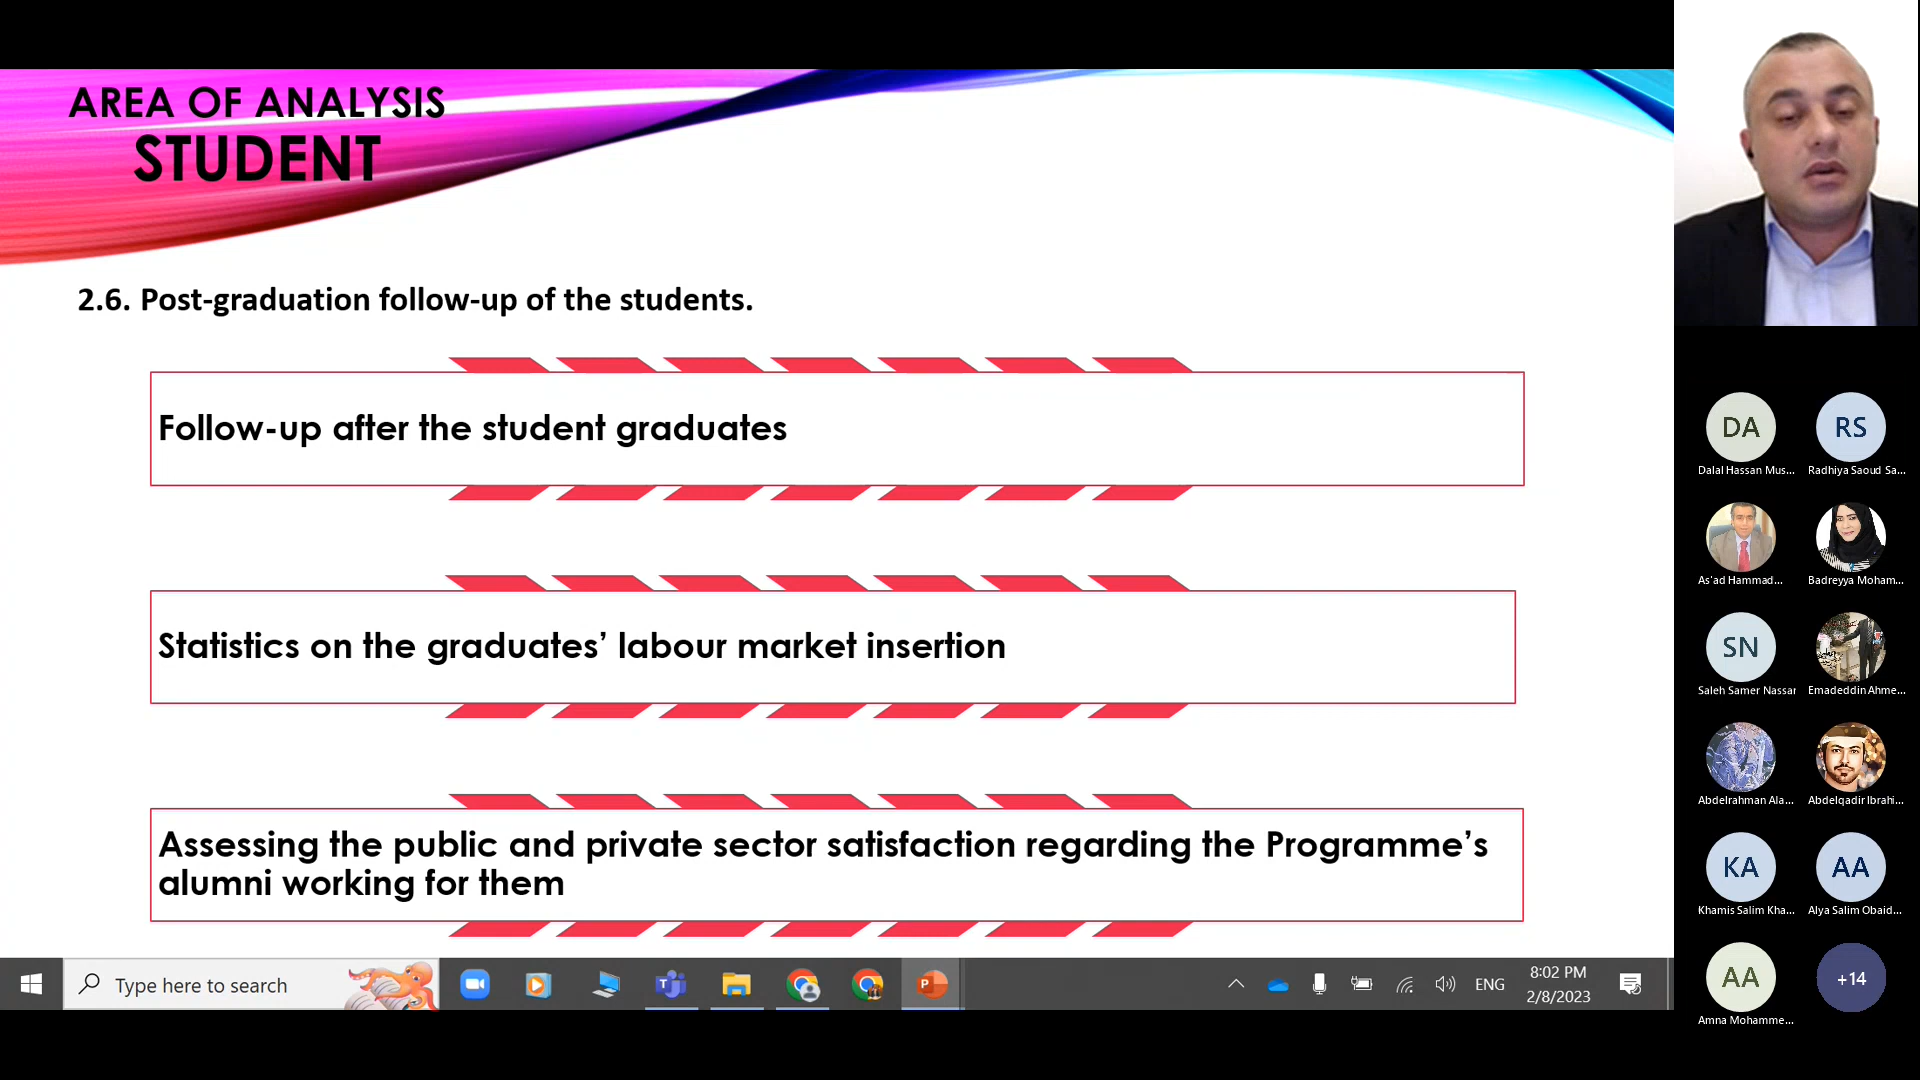 AREA OF ANALYSIS
STUDENT
2.6. Post-graduation follow-up of the students.
Follow-up after the student graduates
Statistics on the graduates’ labour market insertion
Assessing the public and private sector satisfaction regarding the Programme’s
alumni working for them
DA
RS
Dalal Hassan Mus...
Radhiya Saoud Sa...
As'ad Hammad...
Badreyya Moham...
SN
Saleh Samer Nassar
Emadeddin Ahme...
Abdelrahman Ala...
Abdelqadir Ibrahi...
KA
AA
Khamis Salim Kha...
Alya Salim Obaid...
AA
+14
Amna Mohamme...
Type here to search
ENG
8:02 PM
2/8/2023